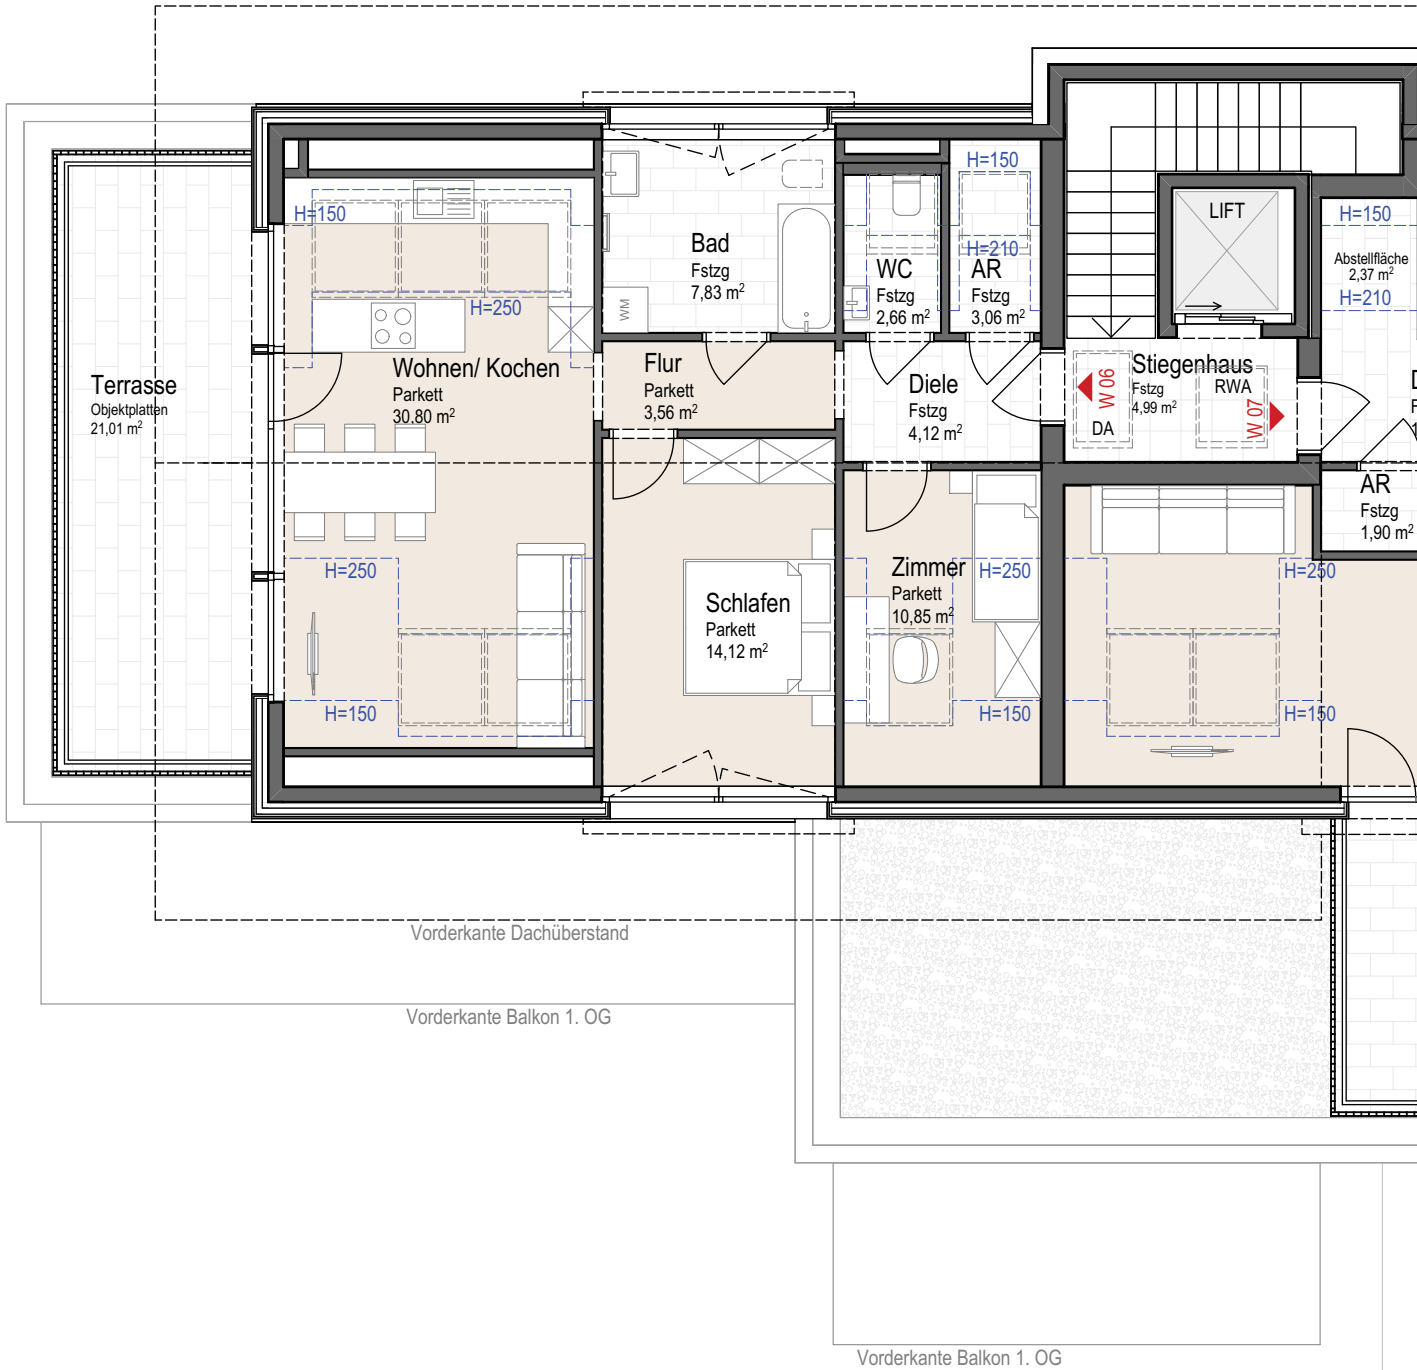 H=150
H=150
LIFT
H=150
H=150
Bad
Fstzg
7,83 m²
WM
WC
Fstzg
2,66 m²
H=210
AR
Fstzg
3,06 m²
Abstellfläche
2,37 m²
H=210
H=250
Terrasse
Objektplatten
21,01 m²
Wohnen/ Kochen
Parkett
30.80 m²
Flur
Parkett
3,56 m²
Diele
Fstzg
4,12 m²
W 06
DA
Stiegenhaus
Fstzg
4,99 m²
RWA
W 07
D
F
1
AR
Fstzg
1,90 m²
H=250
Schlafen
Parkett
14,12 m²
Zimmer
Parkett
10,85 m²
H=250
H=250
H=150
H=150
H=150
Vorderkante Dachüberstand
Vorderkante Balkon 1. OG
Vorderkante Balkon 1. OG